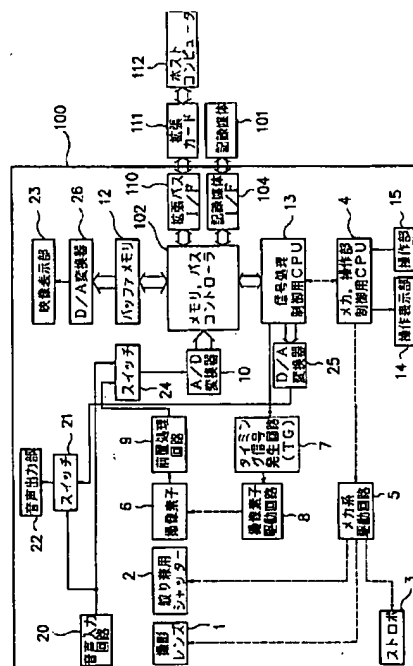 100
112
ホスト
コンピュータ
111
拡張
カード
101
記録媒体
110
拡張バス
I/F
104
記録媒体
I/F
102
メモリ、バス
コントローラ
23
映像表示部
26
D/A変換器
12
バッファメモリ
13
信号処理
制御用CPU
4
メカ、操作部
制御用CPU
15
操作部
14
操作表示部
24
スイッチ
10
A/D
変換器
25
D/A
変換器
21
スイッチ
22
音声出力部
9
前置処理
回路
7
タイミング信号
発生回路
(TG)
6
撮像素子
8
撮像素子
駆動回路
5
メカ系
駆動回路
2
絞り兼用
シャッター
1
撮影
レンズ
3
ストロボ
20
音声入力
回路